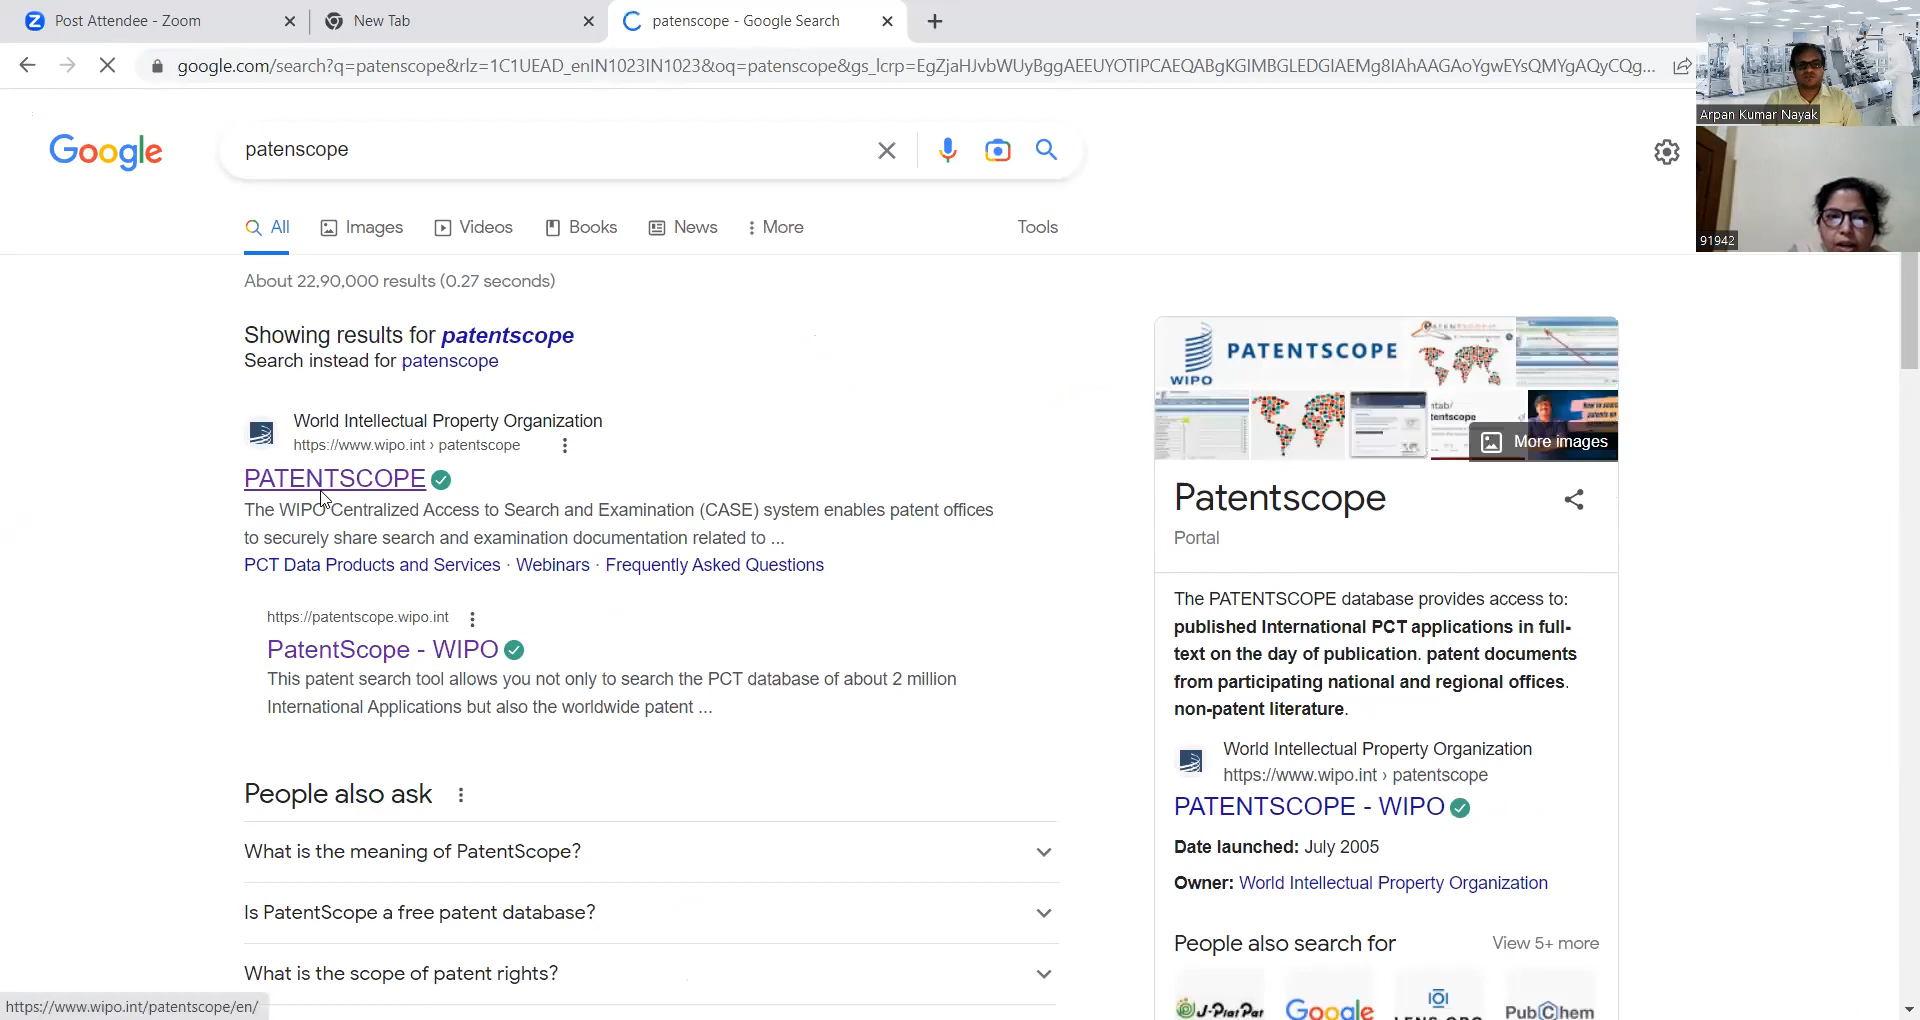 Post Attendee - Zoom
New Tab
patenscope - Google Search
google.com/search?q=patenscope&rlz=1C1UEAD_enIN1023IN1023&oq=patenscope&gs_lcrp=EgZjaHJvbWUyBggAEEUYOTIPCAEQABgKGIMBGLEDGIAEMg8IAhAAGAoYgwEYsQMYgAQyCQg...
Arpan Kumar Nayak
91942
Google
patenscope
All
Images
Videos
Books
News
More
Tools
About 22,90,000 results (0.27 seconds)
Showing results for patentscope
Search instead for patenscope
World Intellectual Property Organization
https://www.wipo.int › patentscope
PATENTSCOPE
The WIPO Centralized Access to Search and Examination (CASE) system enables patent offices
to securely share search and examination documentation related to ...
PCT Data Products and Services · Webinars · Frequently Asked Questions
https://patentscope.wipo.int
PatentScope - WIPO
This patent search tool allows you not only to search the PCT database of about 2 million
International Applications but also the worldwide patent ...
People also ask
What is the meaning of PatentScope?
Is PatentScope a free patent database?
What is the scope of patent rights?
https://www.wipo.int/patentscope/en/
WIPO
PATENTSCOPE
More images
Patentscope
Portal
The PATENTSCOPE database provides access to:
published International PCT applications in full-
text on the day of publication. patent documents
from participating national and regional offices.
non-patent literature.
World Intellectual Property Organization
https://www.wipo.int › patentscope
PATENTSCOPE - WIPO
Date launched: July 2005
Owner: World Intellectual Property Organization
People also search for
View 5+ more
J-PlatPat
Google
LENS.ORG
PubChem